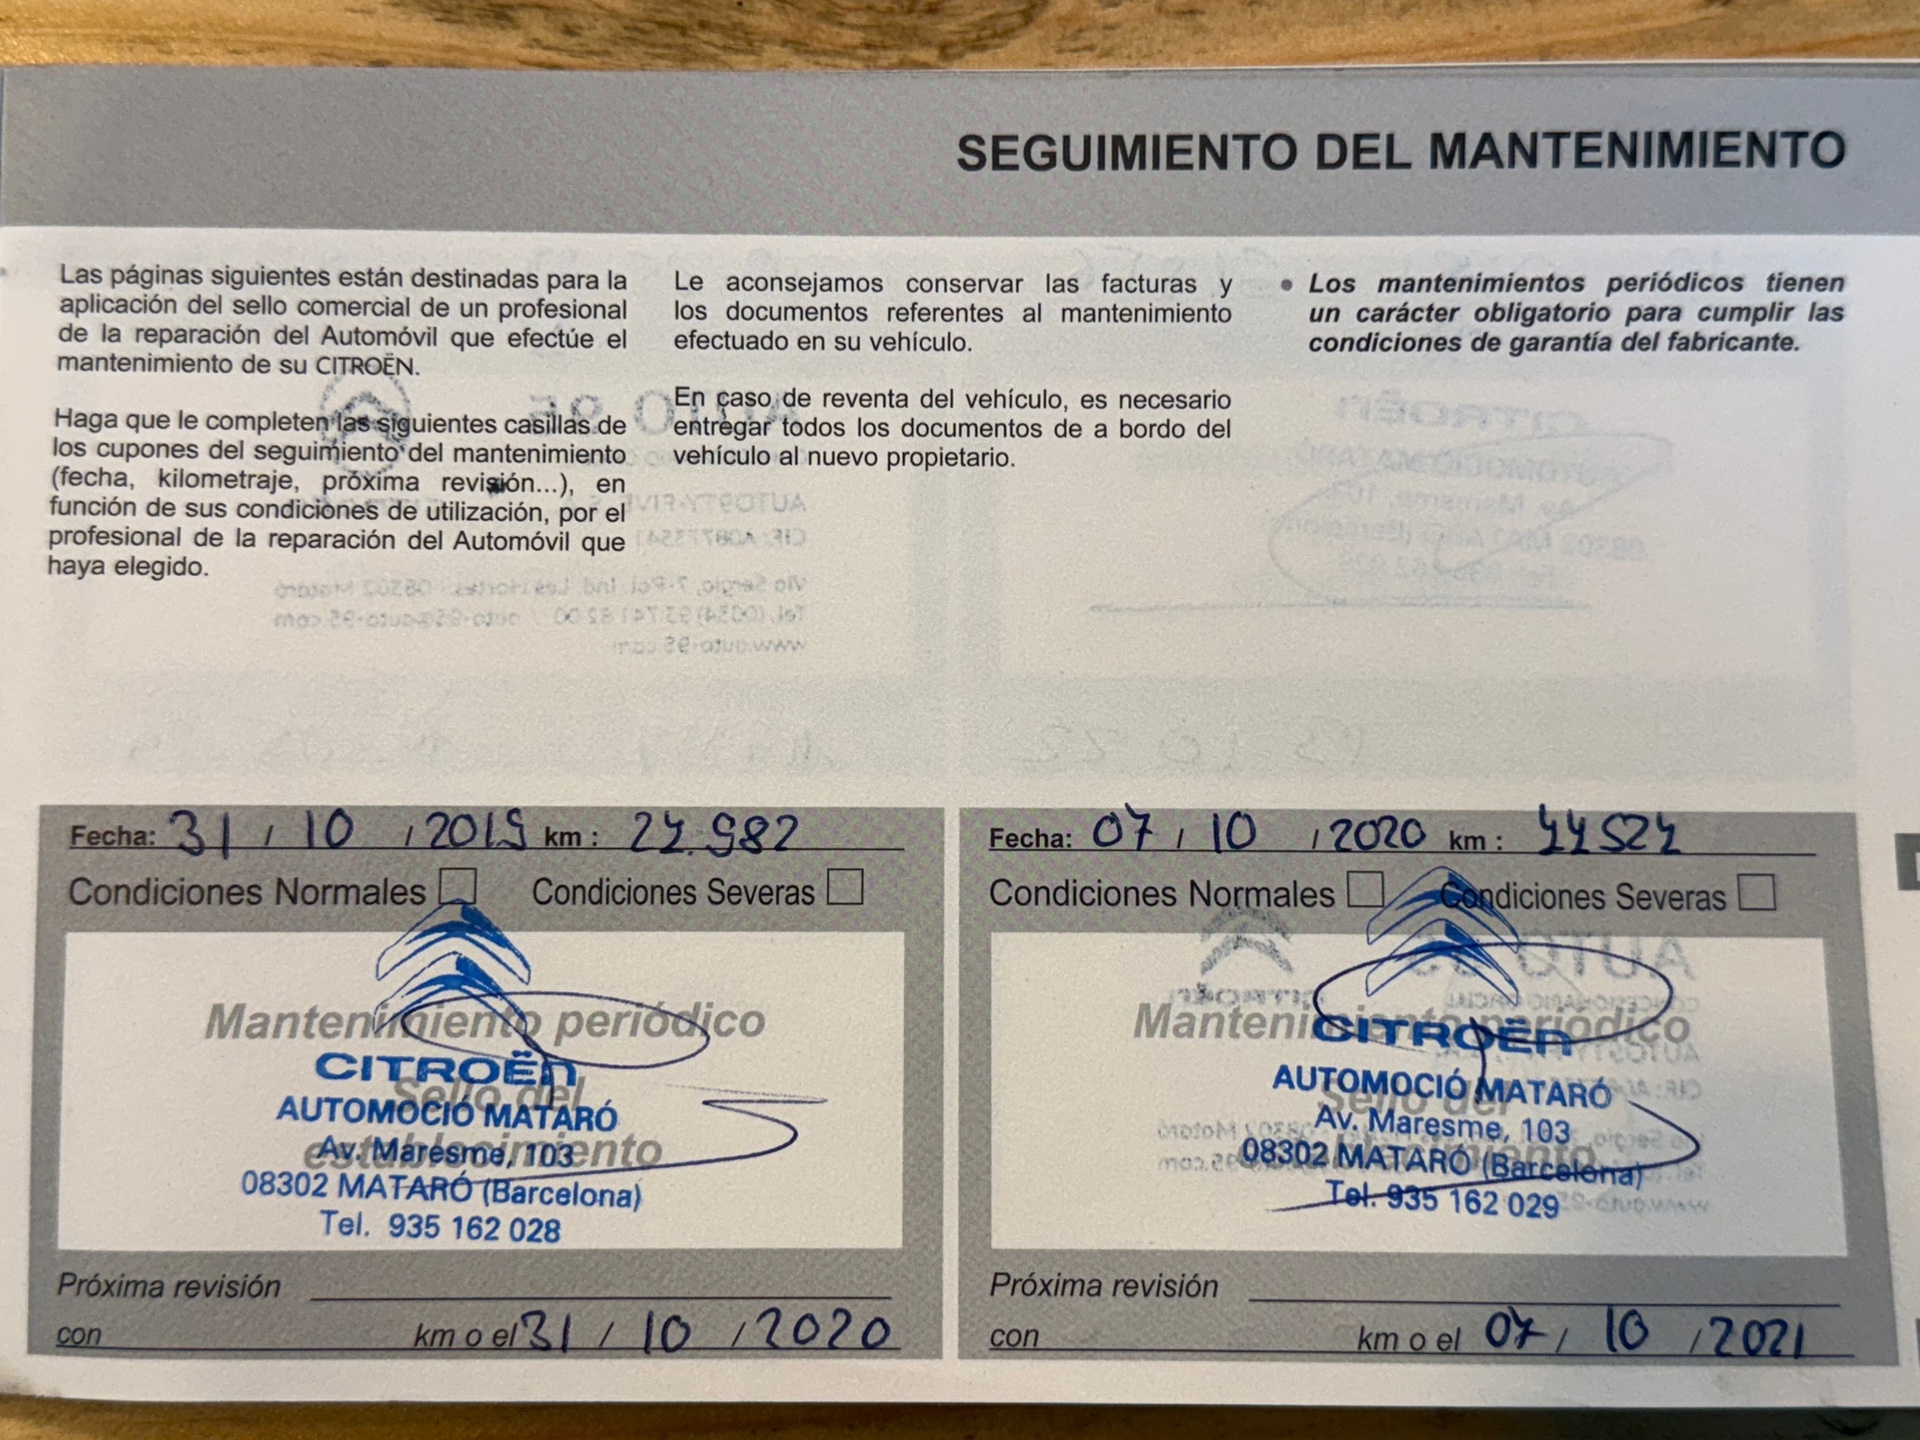 SEGUIMIENTO DEL MANTENIMIENTO
Las páginas siguientes están destinadas para la
aplicación del sello comercial de un profesional
de la reparación del Automóvil que efectúe el
mantenimiento de su CITROËN.
Haga que le completen las siguientes casillas de
los cupones del seguimiento del mantenimiento
(fecha, kilometraje, próxima revisión...), en
función de sus condiciones de utilización, por el
profesional de la reparación del Automóvil que
haya elegido.
Le aconsejamos conservar las facturas y
los documentos referentes al mantenimiento
efectuado en su vehículo.
En caso de reventa del vehículo, es necesario
entregar todos los documentos de a bordo del
vehículo al nuevo propietario.
• Los mantenimientos periódicos tienen
un carácter obligatorio para cumplir las
condiciones de garantía del fabricante.
Fecha: 31 / 10 / 2019 km :
Condiciones Normales Condiciones Severas
Mantenimiento periódico
CITROËN
Sello del
AUTOMOCIÓ MATARÓ
establecimiento
Av. Maresme, 103
08302 MATARÓ (Barcelona)
Tel. 935 162 028
Próxima revisión
con km o el 31 / 10 / 2020
Fecha: 07 / 10 / 2020 km :
Condiciones Normales Condiciones Severas
Mantenimiento periódico
CITROËN
AUTOMOCIÓ MATARÓ
Sello del
Av. Maresme, 103
establecimiento
08302 MATARÓ (Barcelona)
Tel. 935 162 029
Próxima revisión
con km o el 07 / 10 / 2021